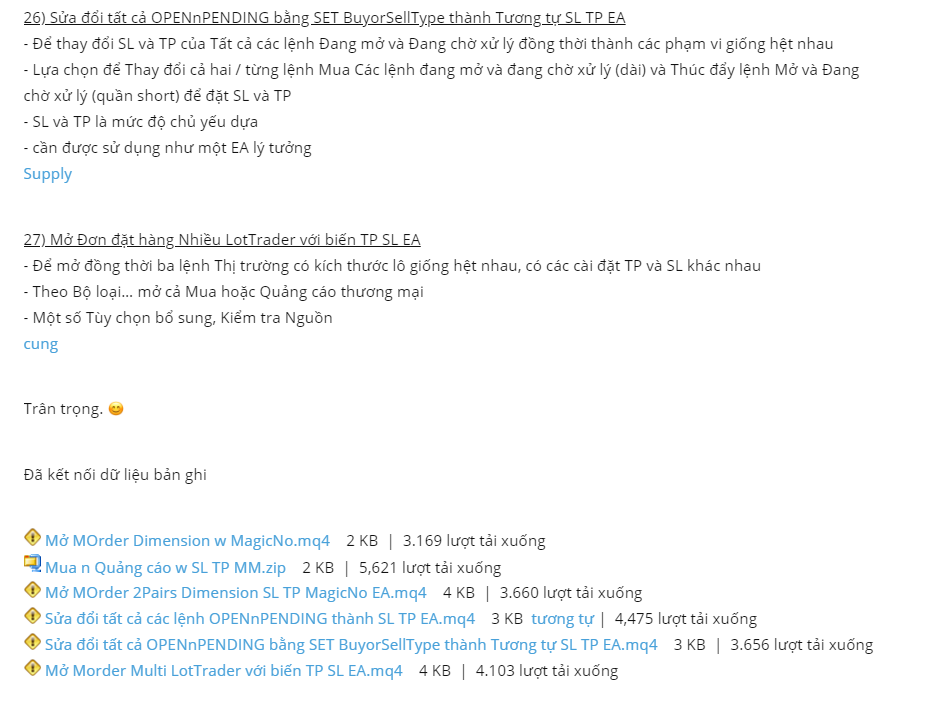 26) Sửa đổi tất cả OPENnPENDING bằng SET BuyorSellType thành Tương tự SL TP EA
- Để thay đổi SL và TP của Tất cả các lệnh Đang mở và Đang chờ xử lý đồng thời thành các phạm vi giống hệt nhau
- Lựa chọn để Thay đổi cả hai / từng lệnh Mua Các lệnh đang mở và đang chờ xử lý (dài) và Thúc đẩy lệnh Mở và Đang
chờ xử lý (quần short) để đặt SL và TP
- SL và TP là mức độ chủ yếu dựa
- cần được sử dụng như một EA lý tưởng
Supply
27) Mở Đơn đặt hàng Nhiều LotTrader với biến TP SL EA
- Để mở đồng thời ba lệnh Thị trường có kích thước lô giống hệt nhau, có các cài đặt TP và SL khác nhau
- Theo Bộ loại... mở cả Mua hoặc Quảng cáo thương mại
- Một số Tùy chọn bổ sung, Kiểm tra Nguồn
cung
Trân trọng. 😊
Đã kết nối dữ liệu bản ghi
Mở MOrder Dimension w MagicNo.mq4 2 KB | 3.169 lượt tải xuống
Mua n Quảng cáo w SL TP MM.zip 2 KB | 5,621 lượt tải xuống
Mở MOrder 2Pairs Dimension SL TP MagicNo EA.mq4 4 KB | 3.660 lượt tải xuống
Sửa đổi tất cả các lệnh OPENnPENDING thành SL TP EA.mq4 3 KB tương tự | 4,475 lượt tải xuống
Sửa đổi tất cả OPENnPENDING bằng SET BuyorSellType thành Tương tự SL TP EA.mq4 3 KB | 3.656 lượt tải xuống
Mở Morder Multi LotTrader với biến TP SL EA.mq4 4 KB | 4.103 lượt tải xuống